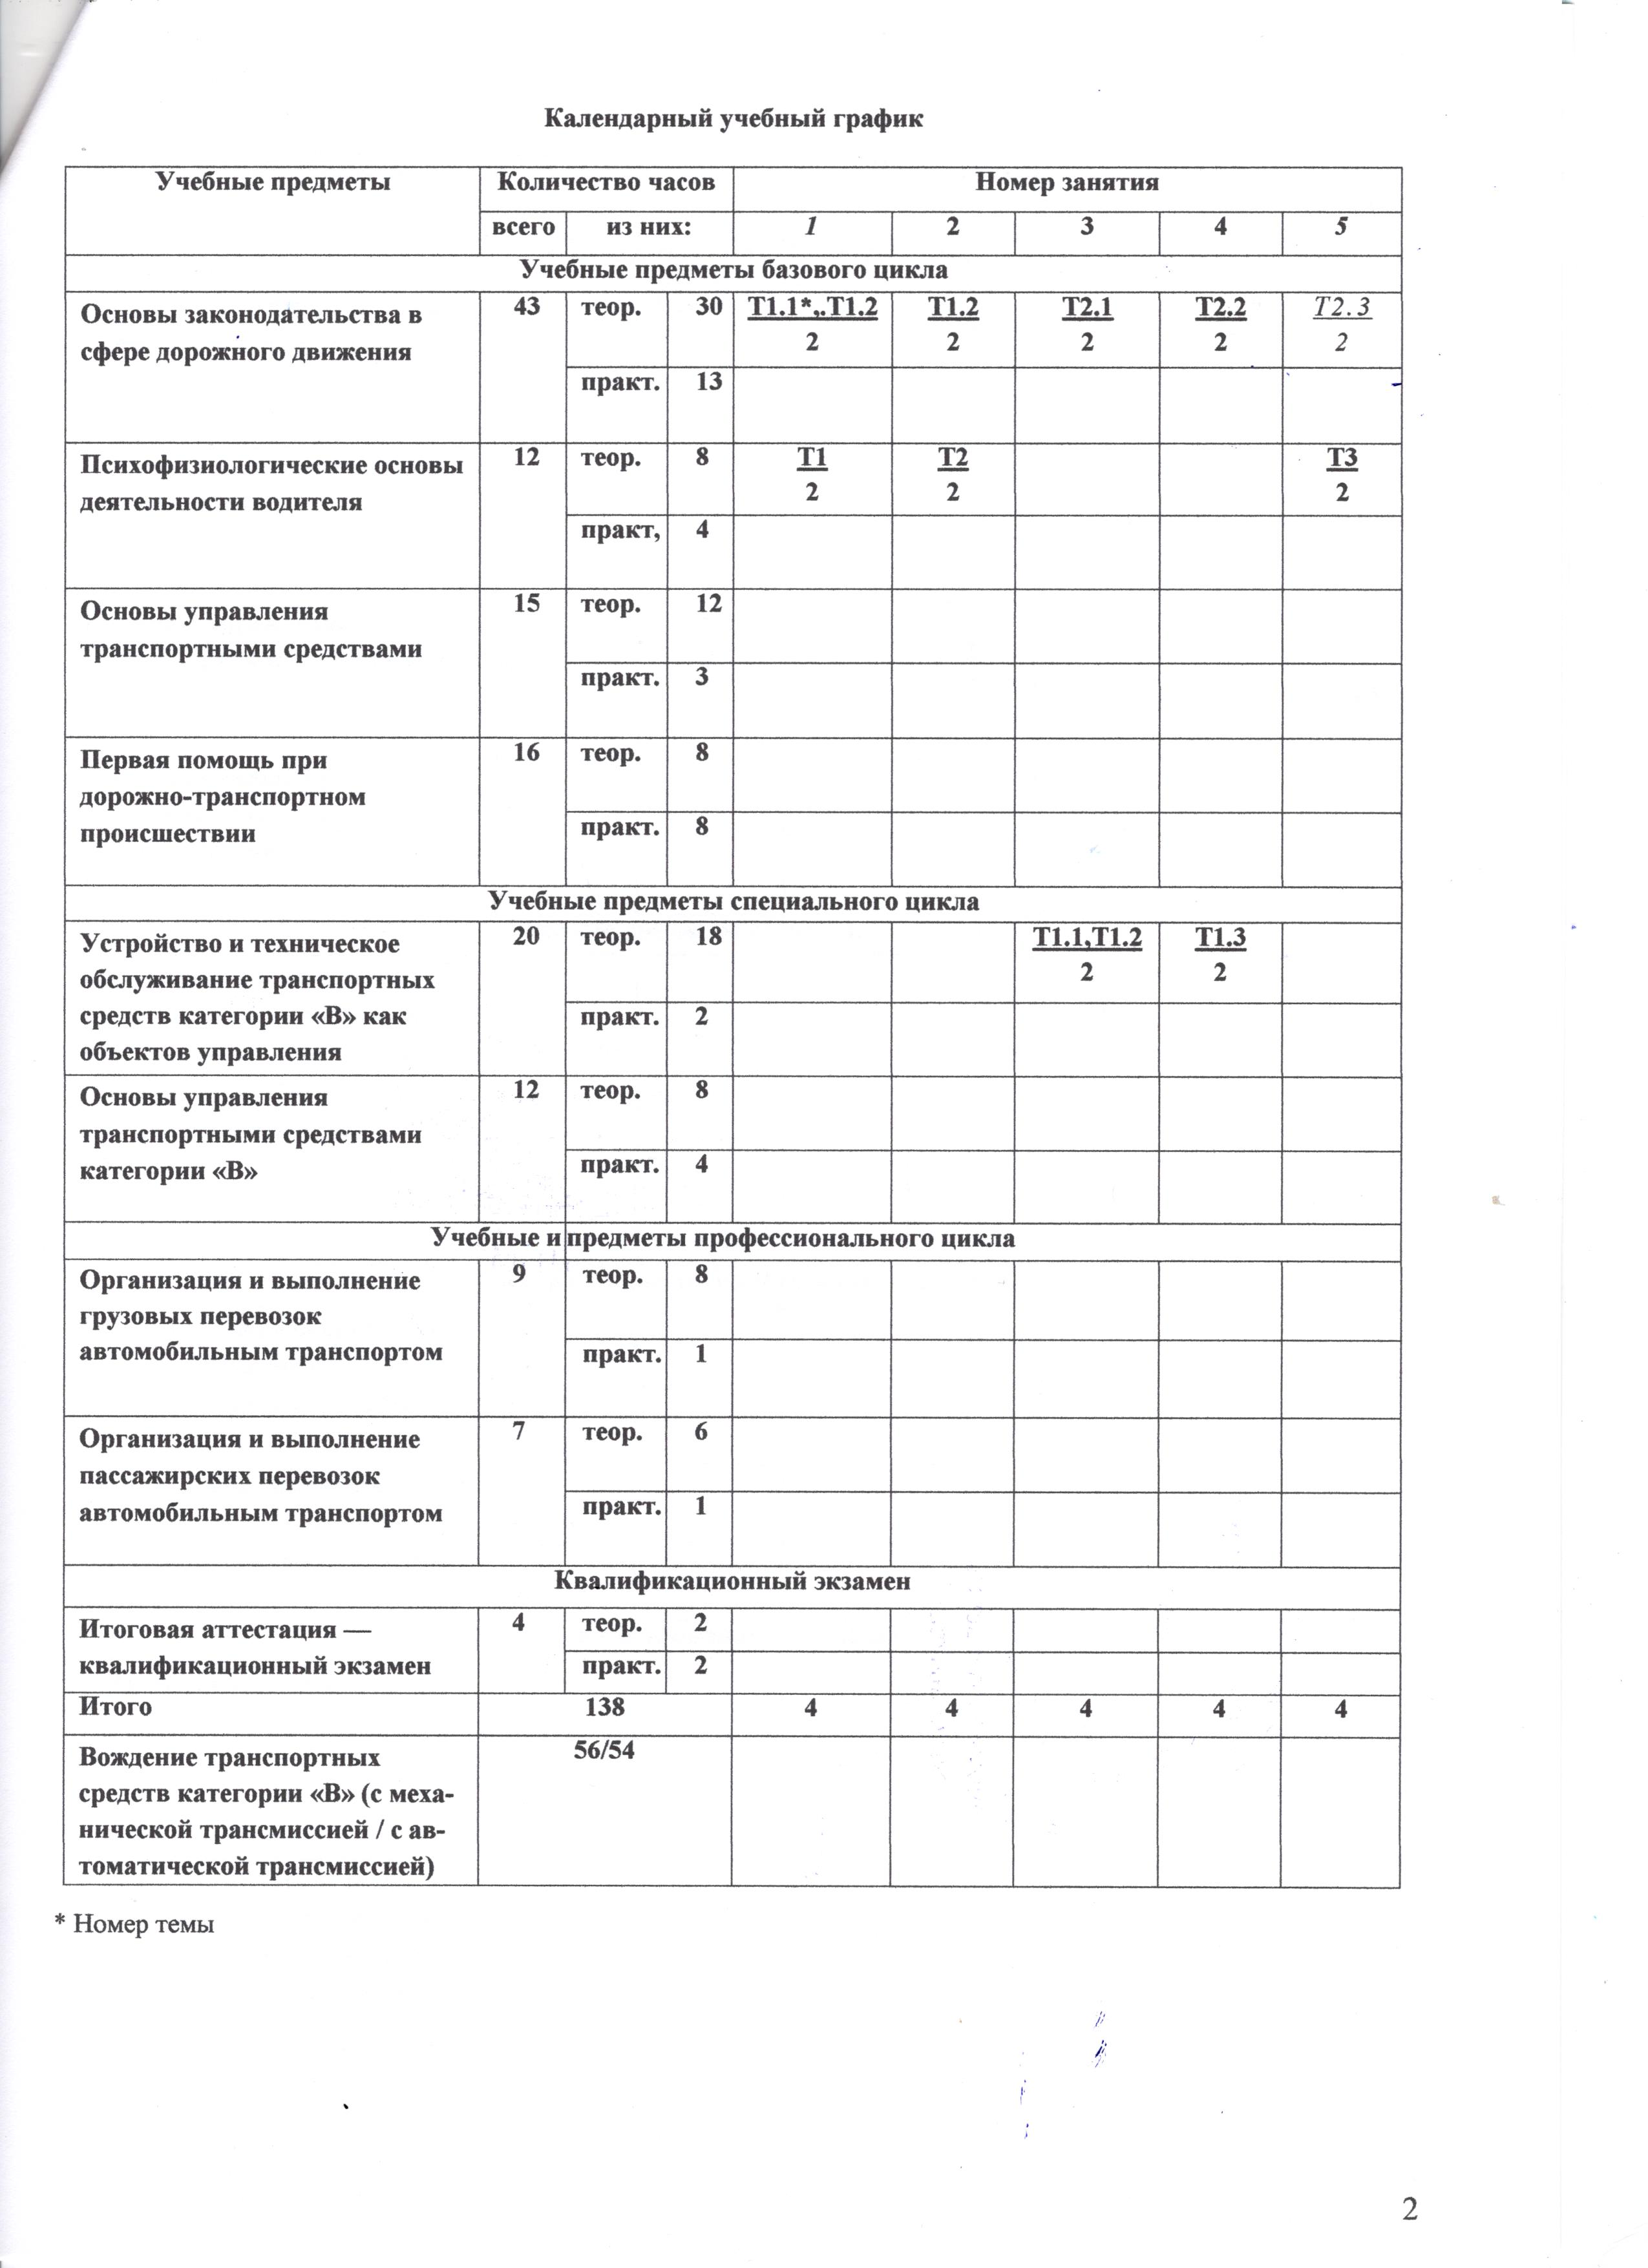 Календарный учебный график
Учебные предметы Количество часов Номер занятия
всего из них: 1 2 3 4 5
Учебные предметы базового цикла
Основы законодательства в 43 теор. 30 Т1.1*,.Т1.2 Т1.2 Т2.1 Т2.2 Т2.3
сфере дорожного движения 2 2 2 2 2
практ. 13
Психофизиологические основы 12 теор. 8 Т1 Т2 Т3
деятельности водителя 2 2 2
практ, 4
Основы управления 15 теор. 12
транспортными средствами
практ. 3
Первая помощь при 16 теор. 8
дорожно-транспортном
происшествии практ. 8
Учебные предметы специального цикла
Устройство и техническое 20 теор. 18 Т1.1,Т1.2 Т1.3
обслуживание транспортных 2 2
средств категории «В» как практ. 2
объектов управления
Основы управления 12 теор. 8
транспортными средствами
категории «В» практ. 4
Учебные и предметы профессионального цикла
Организация и выполнение 9 теор. 8
грузовых перевозок
автомобильным транспортом практ. 1
Организация и выполнение 7 теор. 6
пассажирских перевозок
автомобильным транспортом практ. 1
Квалификационный экзамен
Итоговая аттестация — 4 теор. 2
квалификационный экзамен практ. 2
Итого 138 4 4 4 4 4
Вождение транспортных 56/54
средств категории «В» (с меха-
нической трансмиссией / с ав-
томатической трансмиссией)
* Номер темы
2